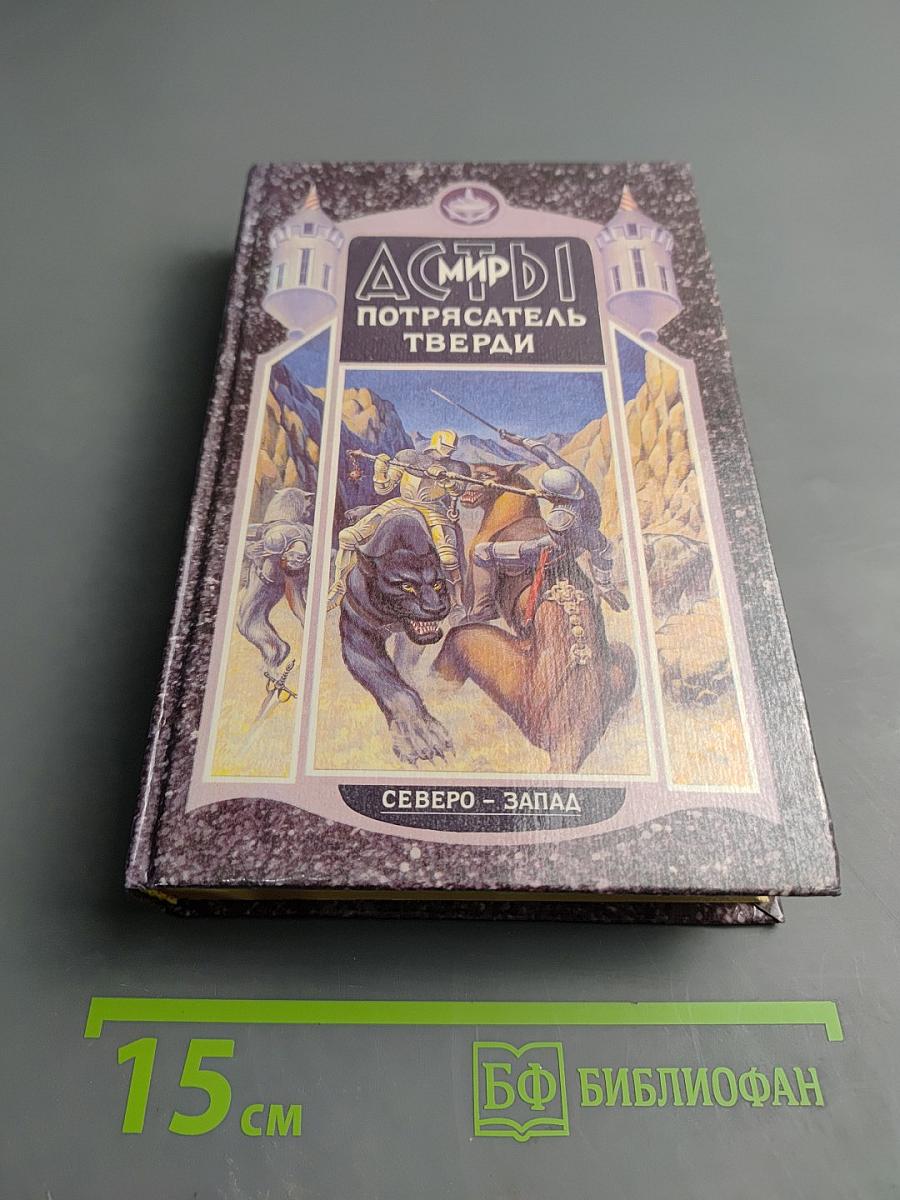 МИР
АСТЫ
ПОТРЯСАТЕЛЬ
ТВЕРДИ
СЕВЕРО - ЗАПАД
15 см
БФ БИБЛИОФАН